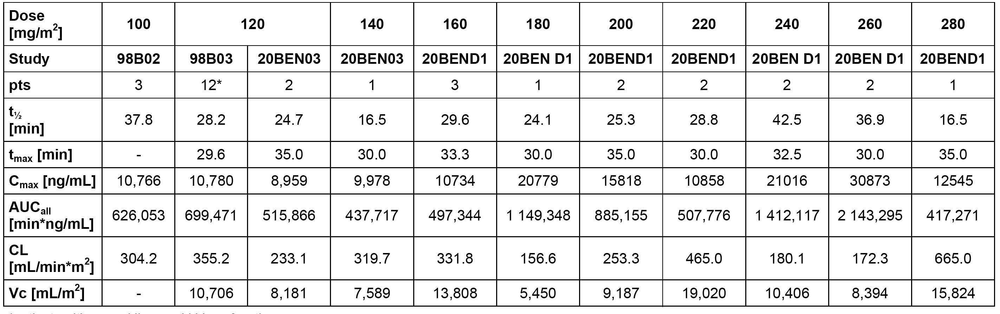 Dose [mg/m²] 100 120 140 160 180 200 220 240 260 280
Study 98B02 98B03 20BEN03 20BEN03 20BEND1 20BEN D1 20BEND1 20BEND1 20BEN D1 20BEN D1 20BEND1
pts 3 12* 2 1 3 1 2 2 2 2 1
t½ [min] 37.8 28.2 24.7 16.5 29.6 24.1 25.3 28.8 42.5 36.9 16.5
tmax [min] - 29.6 35.0 30.0 33.3 30.0 35.0 30.0 32.5 30.0 35.0
Cmax [ng/mL] 10,766 10,780 8,959 9,978 10734 20779 15818 10858 21016 30873 12545
AUCall [min*ng/mL] 626,053 699,471 515,866 437,717 497,344 1 149,348 885,155 507,776 1 412,117 2 143,295 417,271
CL [mL/min*m²] 304.2 355.2 233.1 319.7 331.8 156.6 253.3 465.0 180.1 172.3 665.0
Vc [mL/m²] - 10,706 8,181 7,589 13,808 5,450 9,187 19,020 10,406 8,394 15,824